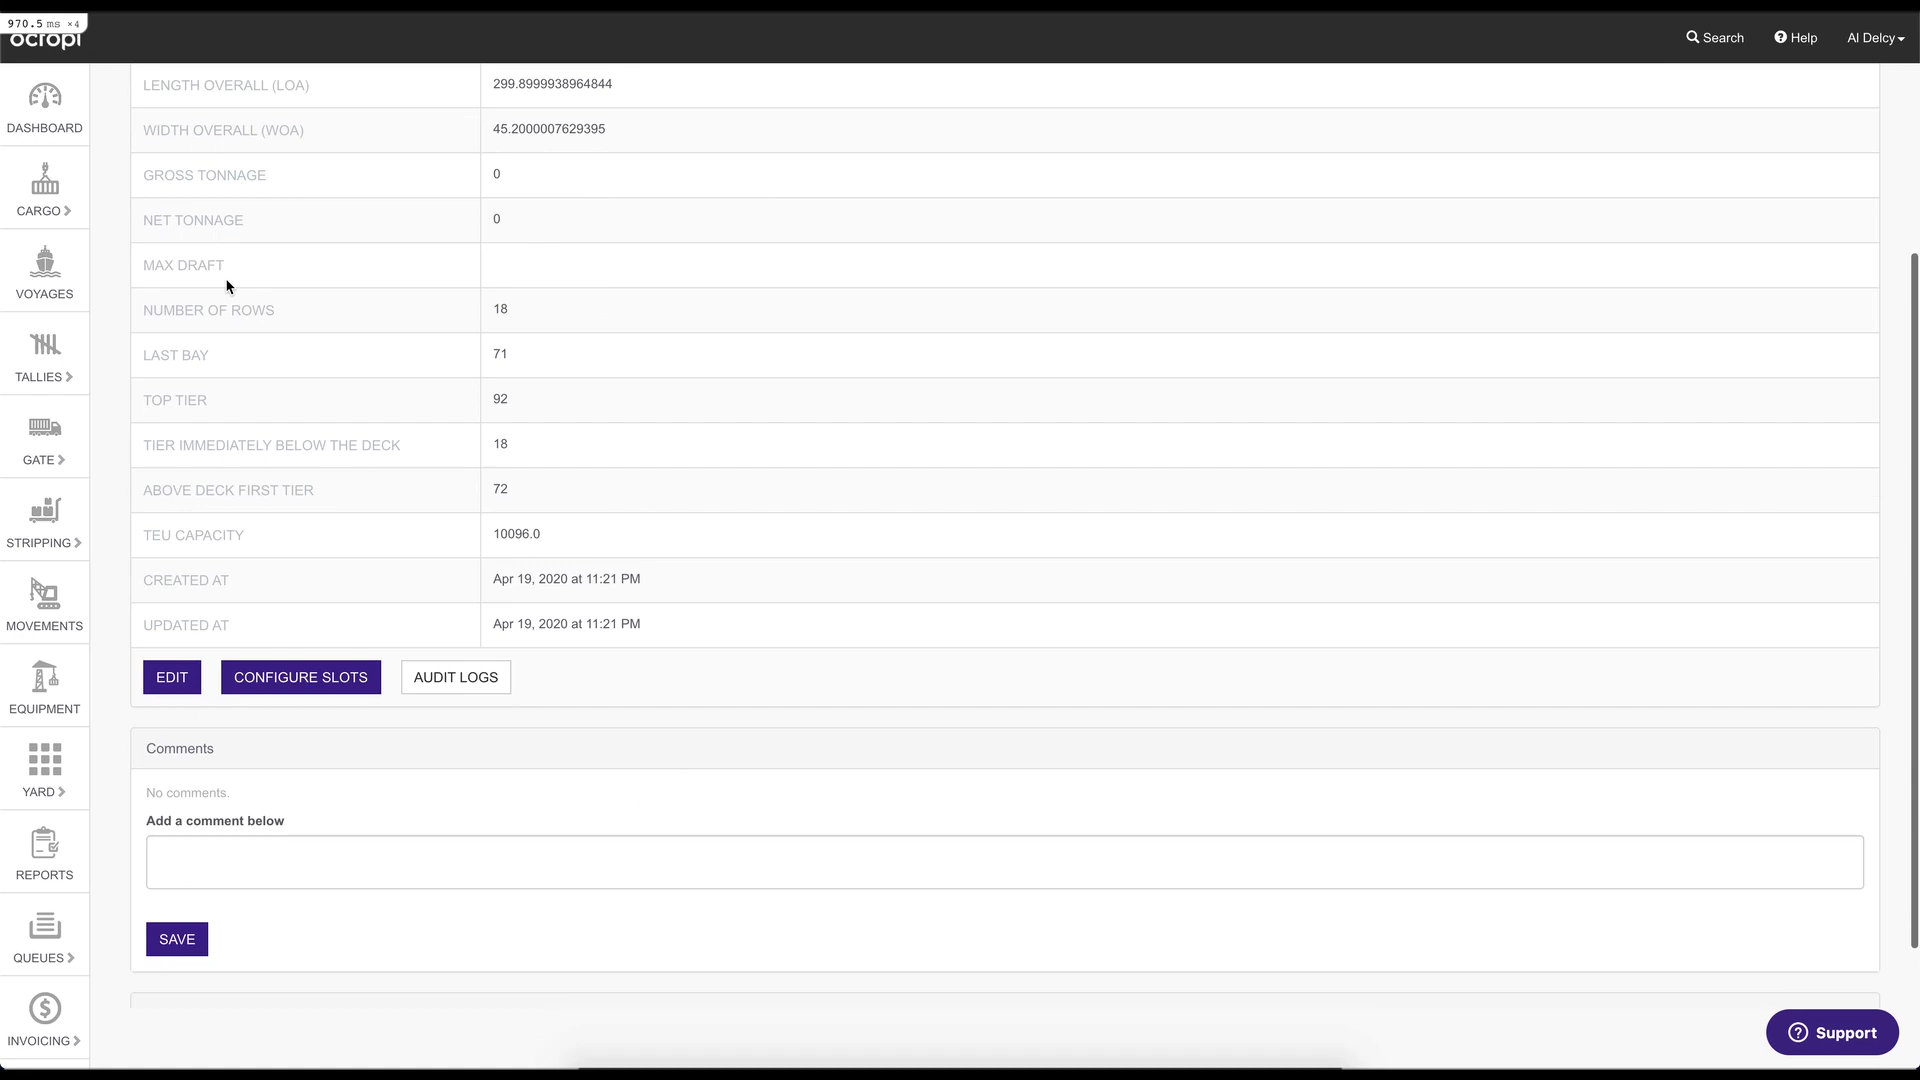 970.5 ms ×4
ocropi
Search
Help
Al Delcy
DASHBOARD
CARGO
VOYAGES
TALLIES
GATE
STRIPPING
MOVEMENTS
EQUIPMENT
YARD
REPORTS
QUEUES
INVOICING
LENGTH OVERALL (LOA) 299.8999938964844
WIDTH OVERALL (WOA) 45.2000007629395
GROSS TONNAGE 0
NET TONNAGE 0
MAX DRAFT
NUMBER OF ROWS 18
LAST BAY 71
TOP TIER 92
TIER IMMEDIATELY BELOW THE DECK 18
ABOVE DECK FIRST TIER 72
TEU CAPACITY 10096.0
CREATED AT Apr 19, 2020 at 11:21 PM
UPDATED AT Apr 19, 2020 at 11:21 PM
EDIT CONFIGURE SLOTS AUDIT LOGS
Comments
No comments.
Add a comment below
SAVE
Support